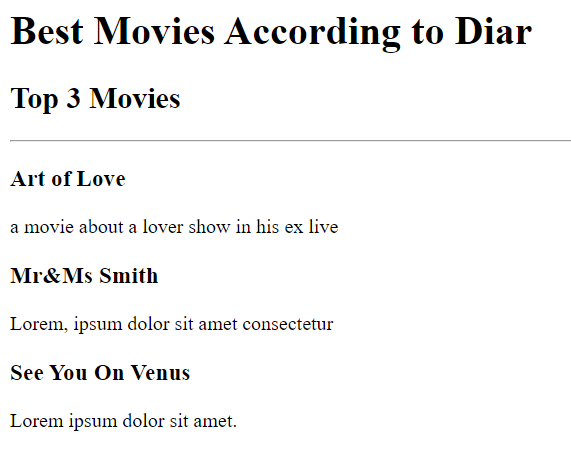 Best Movies According to Diar
Top 3 Movies
Art of Love
a movie about a lover show in his ex live
Mr&Ms Smith
Lorem, ipsum dolor sit amet consectetur
See You On Venus
Lorem ipsum dolor sit amet.